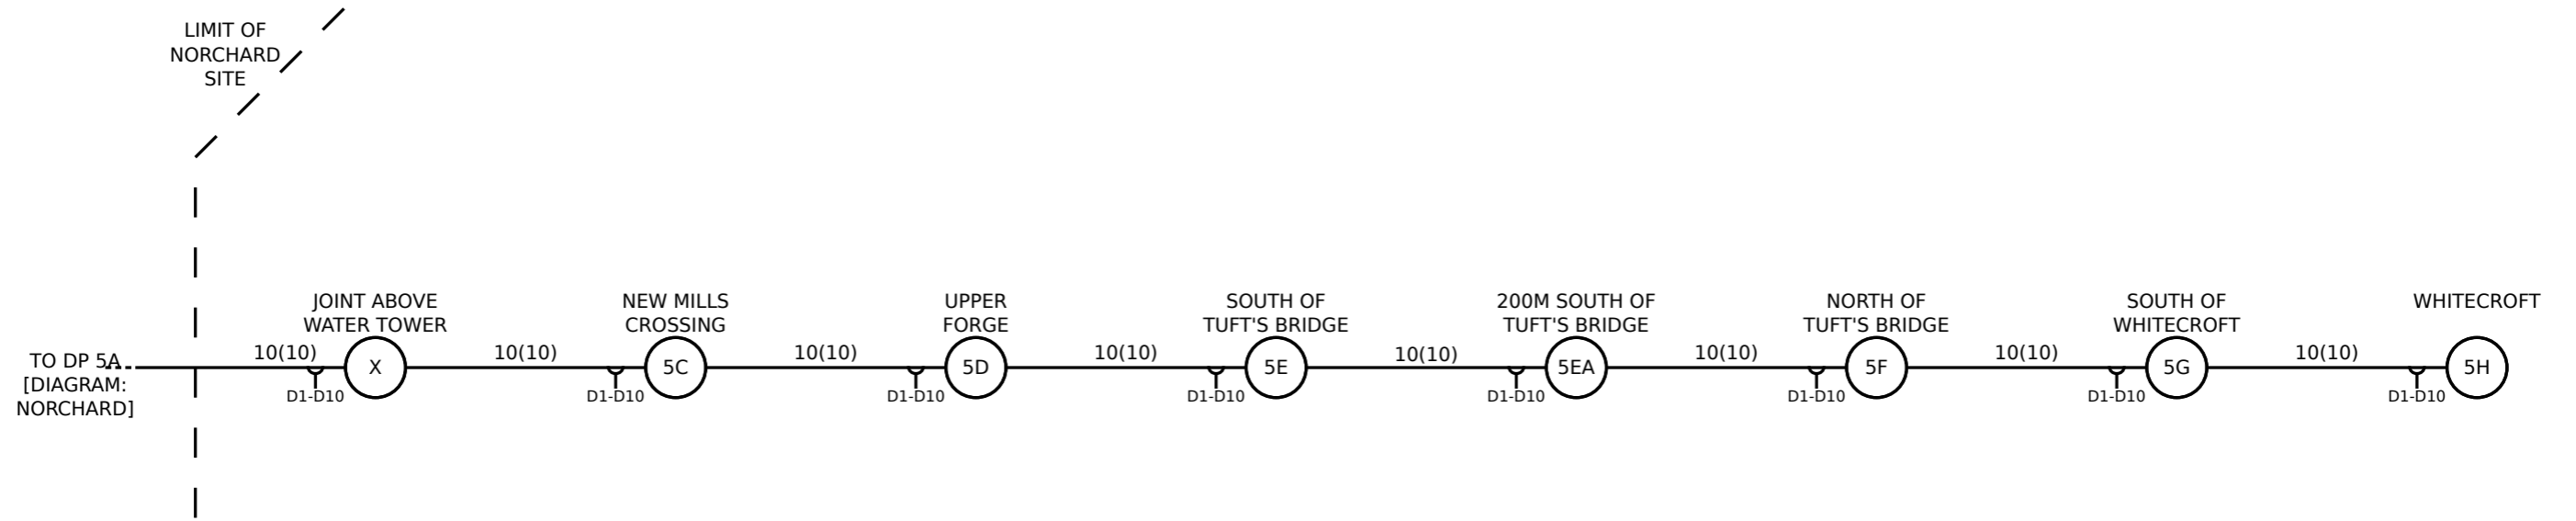 LIMIT OF
NORCHARD
SITE
JOINT ABOVE
WATER TOWER
NEW MILLS
CROSSING
UPPER
FORGE
SOUTH OF
TUFT'S BRIDGE
200M SOUTH OF
TUFT'S BRIDGE
NORTH OF
TUFT'S BRIDGE
SOUTH OF
WHITECROFT
WHITECROFT
TO DP 5A
[DIAGRAM:
NORCHARD]
10(10)
X
10(10)
5C
10(10)
5D
10(10)
5E
10(10)
5EA
10(10)
5F
10(10)
5G
10(10)
5H
D1-D10
D1-D10
D1-D10
D1-D10
D1-D10
D1-D10
D1-D10
D1-D10